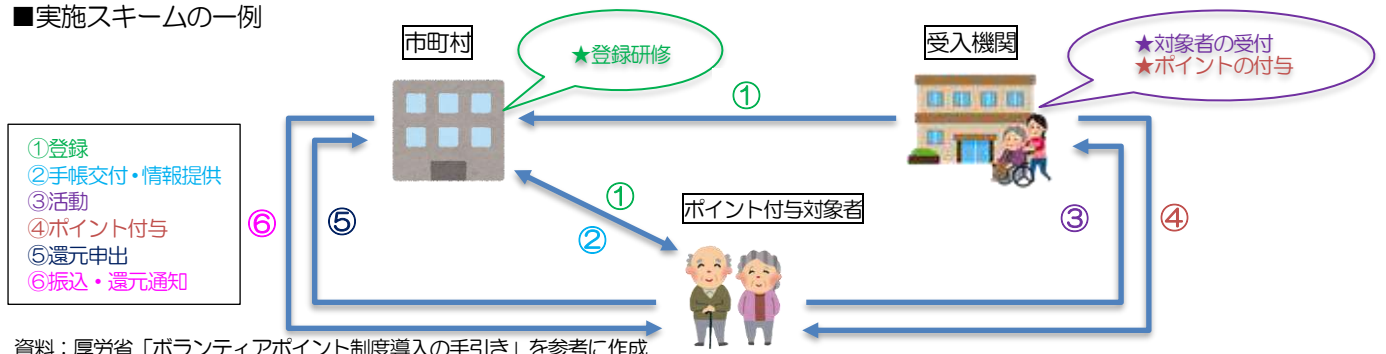 ■実施スキームの一例
市町村
★登録研修
受入機関
★対象者の受付
★ポイントの付与
①
①登録
②手帳交付・情報提供
③活動
④ポイント付与
⑤還元申出
⑥振込・還元通知
⑥
⑤
①
②
ポイント付与対象者
③
④
資料：厚労省「ボランティアポイント制度導入の手引き」を参考に作成